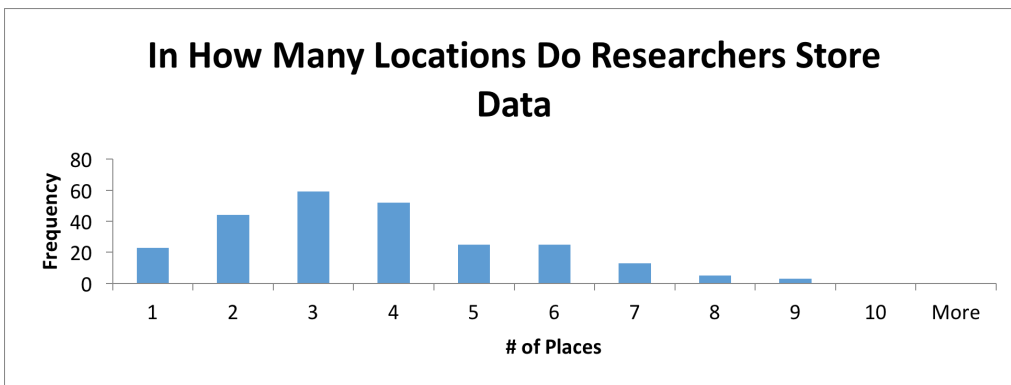 In How Many Locations Do Researchers Store
Data
80
60
40
20
0
Frequency
1 2 3 4 5 6 7 8 9 10 More
# of Places